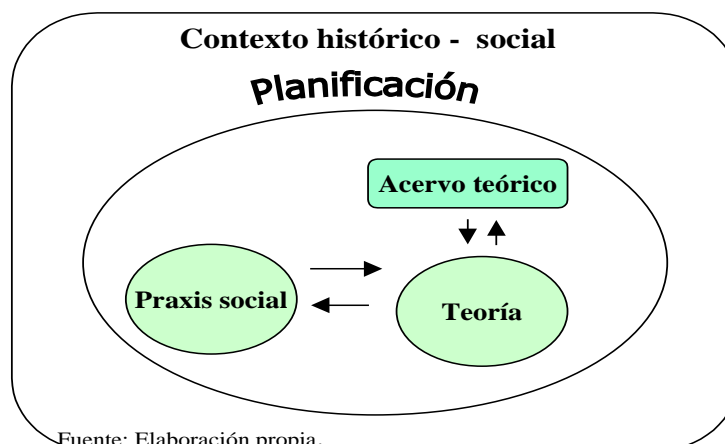 Contexto histórico - social
Planificación
Acervo teórico
Praxis social
Teoría
Fuente: Elaboración propia.